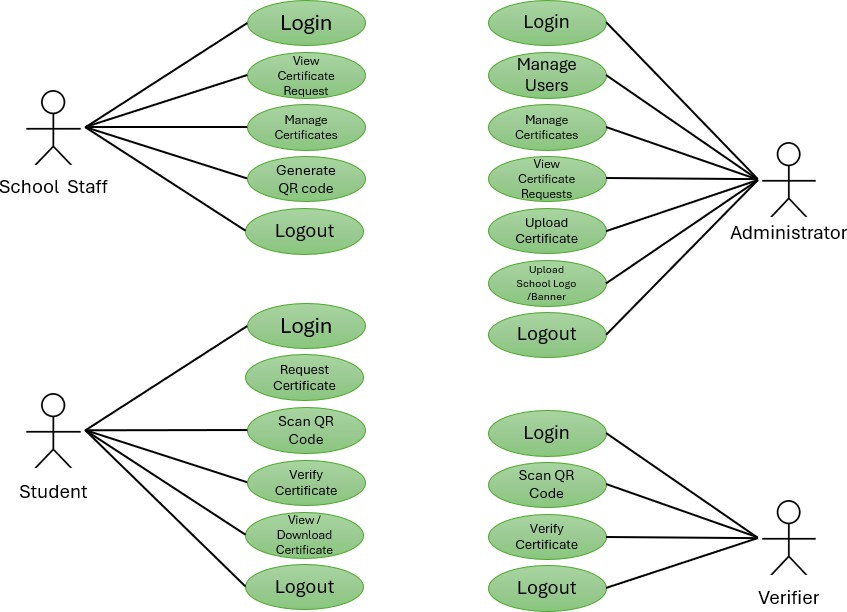 Login
View
Certificate
Request
Manage
Certificates
Generate
QR code
Logout
School Staff
Login
Manage
Users
Manage
Certificates
View
Certificate
Requests
Upload
Certificate
Upload
School Logo
/Banner
Logout
Administrator
Login
Request
Certificate
Scan QR
Code
Verify
Certificate
View /
Download
Certificate
Logout
Student
Login
Scan QR
Code
Verify
Certificate
Logout
Verifier